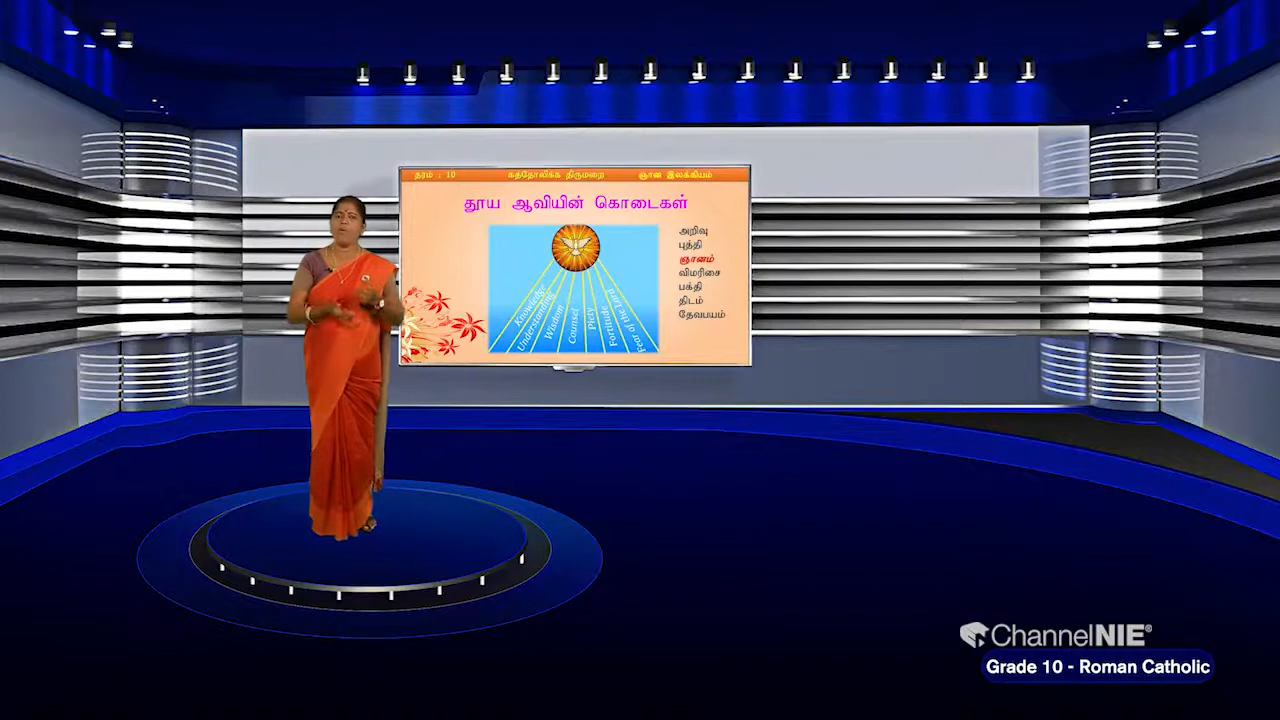 தரம் : 10 கத்தோலிக்க திருமறை ஞான இலக்கியம்
தூய ஆவியின் கொடைகள்
Knowledge
Understanding
Wisdom
Counsel
Piety
Fortitude
Fear of the Lord
அறிவு
புத்தி
ஞானம்
விமரிசை
பக்தி
திடம்
தேவபயம்
ChannelNIE®
Grade 10 - Roman Catholic